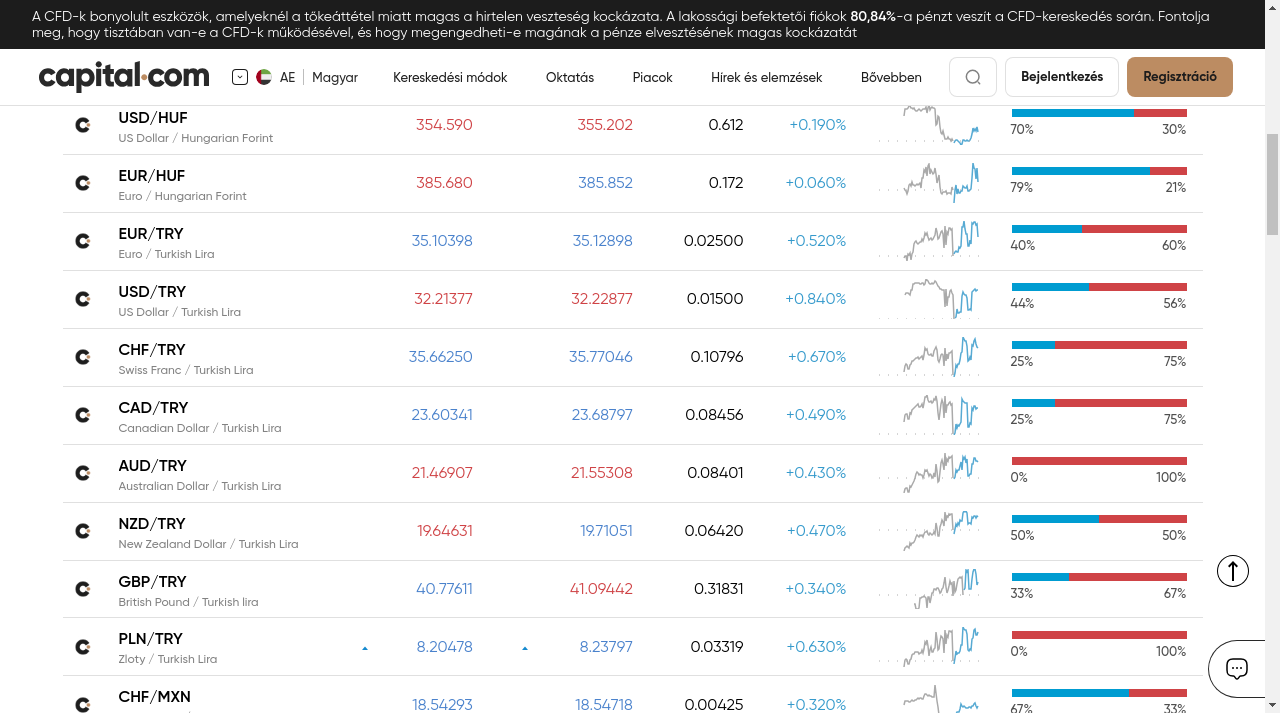 A CFD-k bonyolult eszközök, amelyeknél a tőkeáttétel miatt magas a hirtelen veszteség kockázata. A lakossági befektetői fiókok 80,84%-a pénzt veszít a CFD-kereskedés során. Fontolja
meg, hogy tisztában van-e a CFD-k működésével, és hogy megengedheti-e magának a pénze elvesztésének magas kockázatát
capital.com AE Magyar Kereskedési módok Oktatás Piacok Hírek és elemzések Bővebben Bejelentkezés Regisztráció
USD/HUF 354.590 355.202 0.612 +0.190% 70% 30%
US Dollar / Hungarian Forint
EUR/HUF 385.680 385.852 0.172 +0.060% 79% 21%
Euro / Hungarian Forint
EUR/TRY 35.10398 35.12898 0.02500 +0.520% 40% 60%
Euro / Turkish Lira
USD/TRY 32.21377 32.22877 0.01500 +0.840% 44% 56%
US Dollar / Turkish Lira
CHF/TRY 35.66250 35.77046 0.10796 +0.670% 25% 75%
Swiss Franc / Turkish Lira
CAD/TRY 23.60341 23.68797 0.08456 +0.490% 25% 75%
Canadian Dollar / Turkish Lira
AUD/TRY 21.46907 21.55308 0.08401 +0.430% 0% 100%
Australian Dollar / Turkish Lira
NZD/TRY 19.64631 19.71051 0.06420 +0.470% 50% 50%
New Zealand Dollar / Turkish Lira
GBP/TRY 40.77611 41.09442 0.31831 +0.340% 33% 67%
British Pound / Turkish lira
PLN/TRY 8.20478 8.23797 0.03319 +0.630% 0% 100%
Zloty / Turkish Lira
CHF/MXN 18.54293 18.54718 0.00425 +0.320% 67% 33%